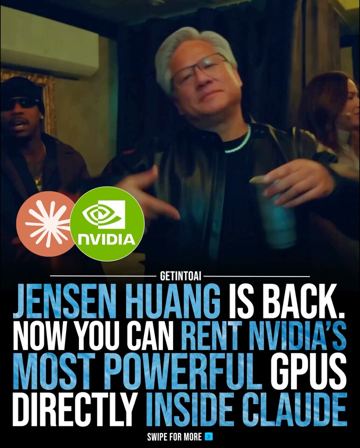 NVIDIA
GETINTOAI
JENSEN HUANG IS BACK.
NOW YOU CAN RENT NVIDIA'S
MOST POWERFUL GPUS
DIRECTLY INSIDE CLAUDE
SWIPE FOR MORE